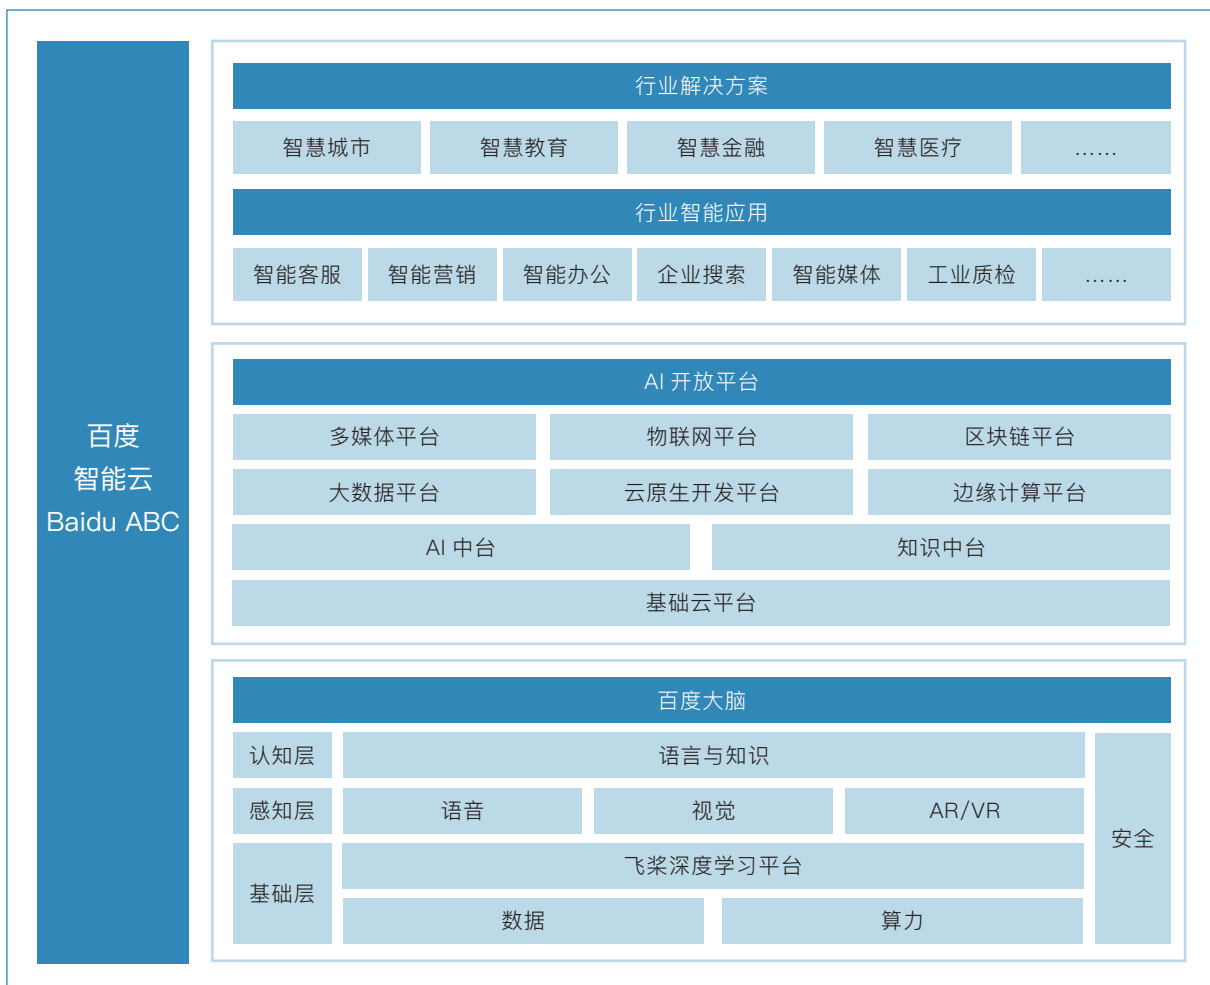 百度
智能云
Baidu ABC
行业解决方案
智慧城市 智慧教育 智慧金融 智慧医疗 ……
行业智能应用
智能客服 智能营销 智能办公 企业搜索 智能媒体 工业质检 ……
AI 开放平台
多媒体平台 物联网平台 区块链平台
大数据平台 云原生开发平台 边缘计算平台
AI 中台 知识中台
基础云平台
百度大脑
认知层 语言与知识
感知层 语音 视觉 AR/VR
安全
基础层 飞桨深度学习平台
数据 算力